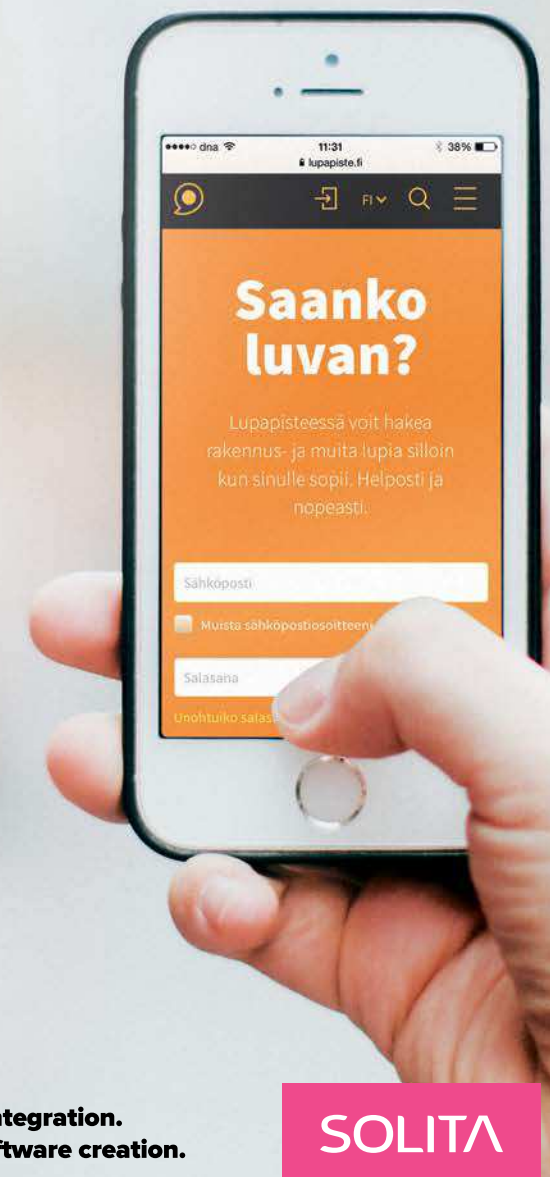 dna 11:31 38%
lupapiste.fi
FI
Saanko
luvan?
Lupapisteessä voit hakea
rakennus- ja muita lupia silloin
kun sinulle sopii. Helposti ja
nopeasti.
Sähköposti
Muista sähköpostiosoitteeni
Salasana
Unohtuiko
ntegration.
ftware creation.
SOLITA